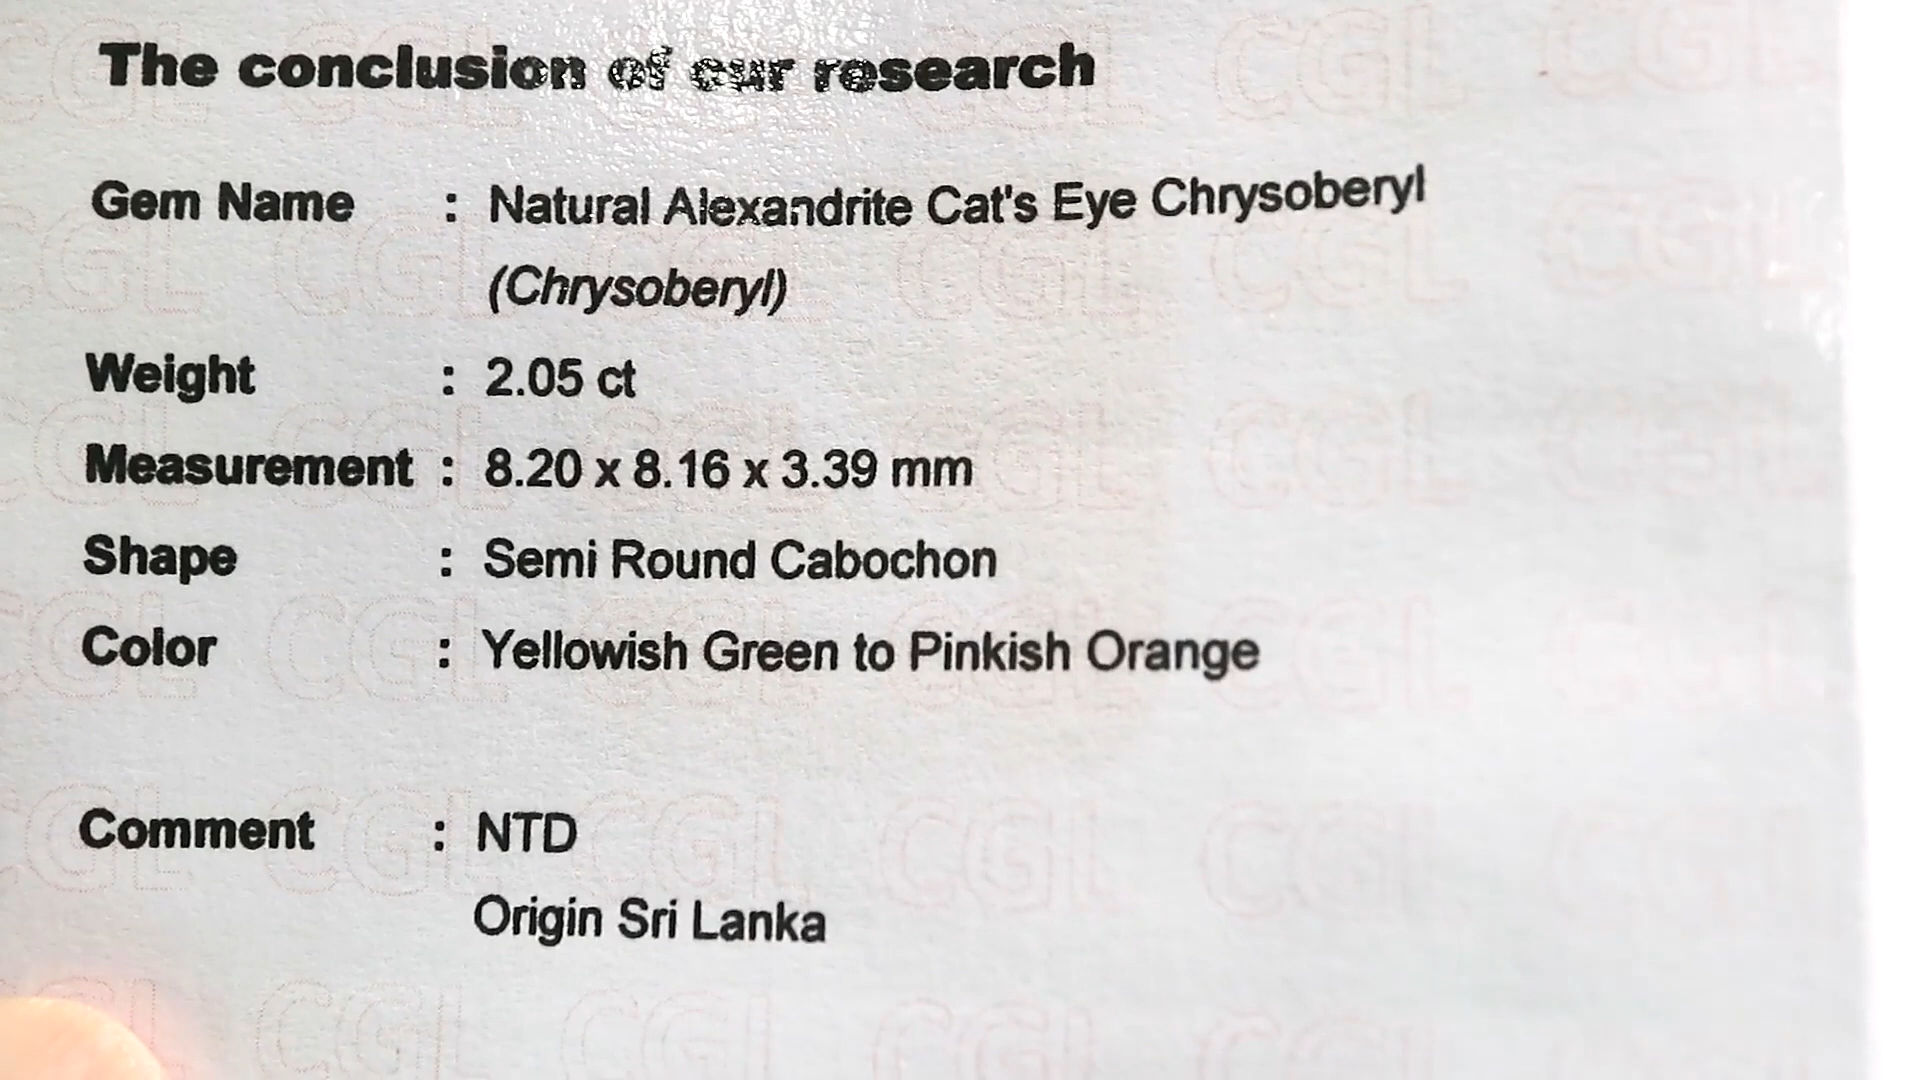 The conclusion of our research
Gem Name : Natural Alexandrite Cat's Eye Chrysoberyl
(Chrysoberyl)
Weight : 2.05 ct
Measurement : 8.20 x 8.16 x 3.39 mm
Shape : Semi Round Cabochon
Color : Yellowish Green to Pinkish Orange
Comment : NTD
Origin Sri Lanka